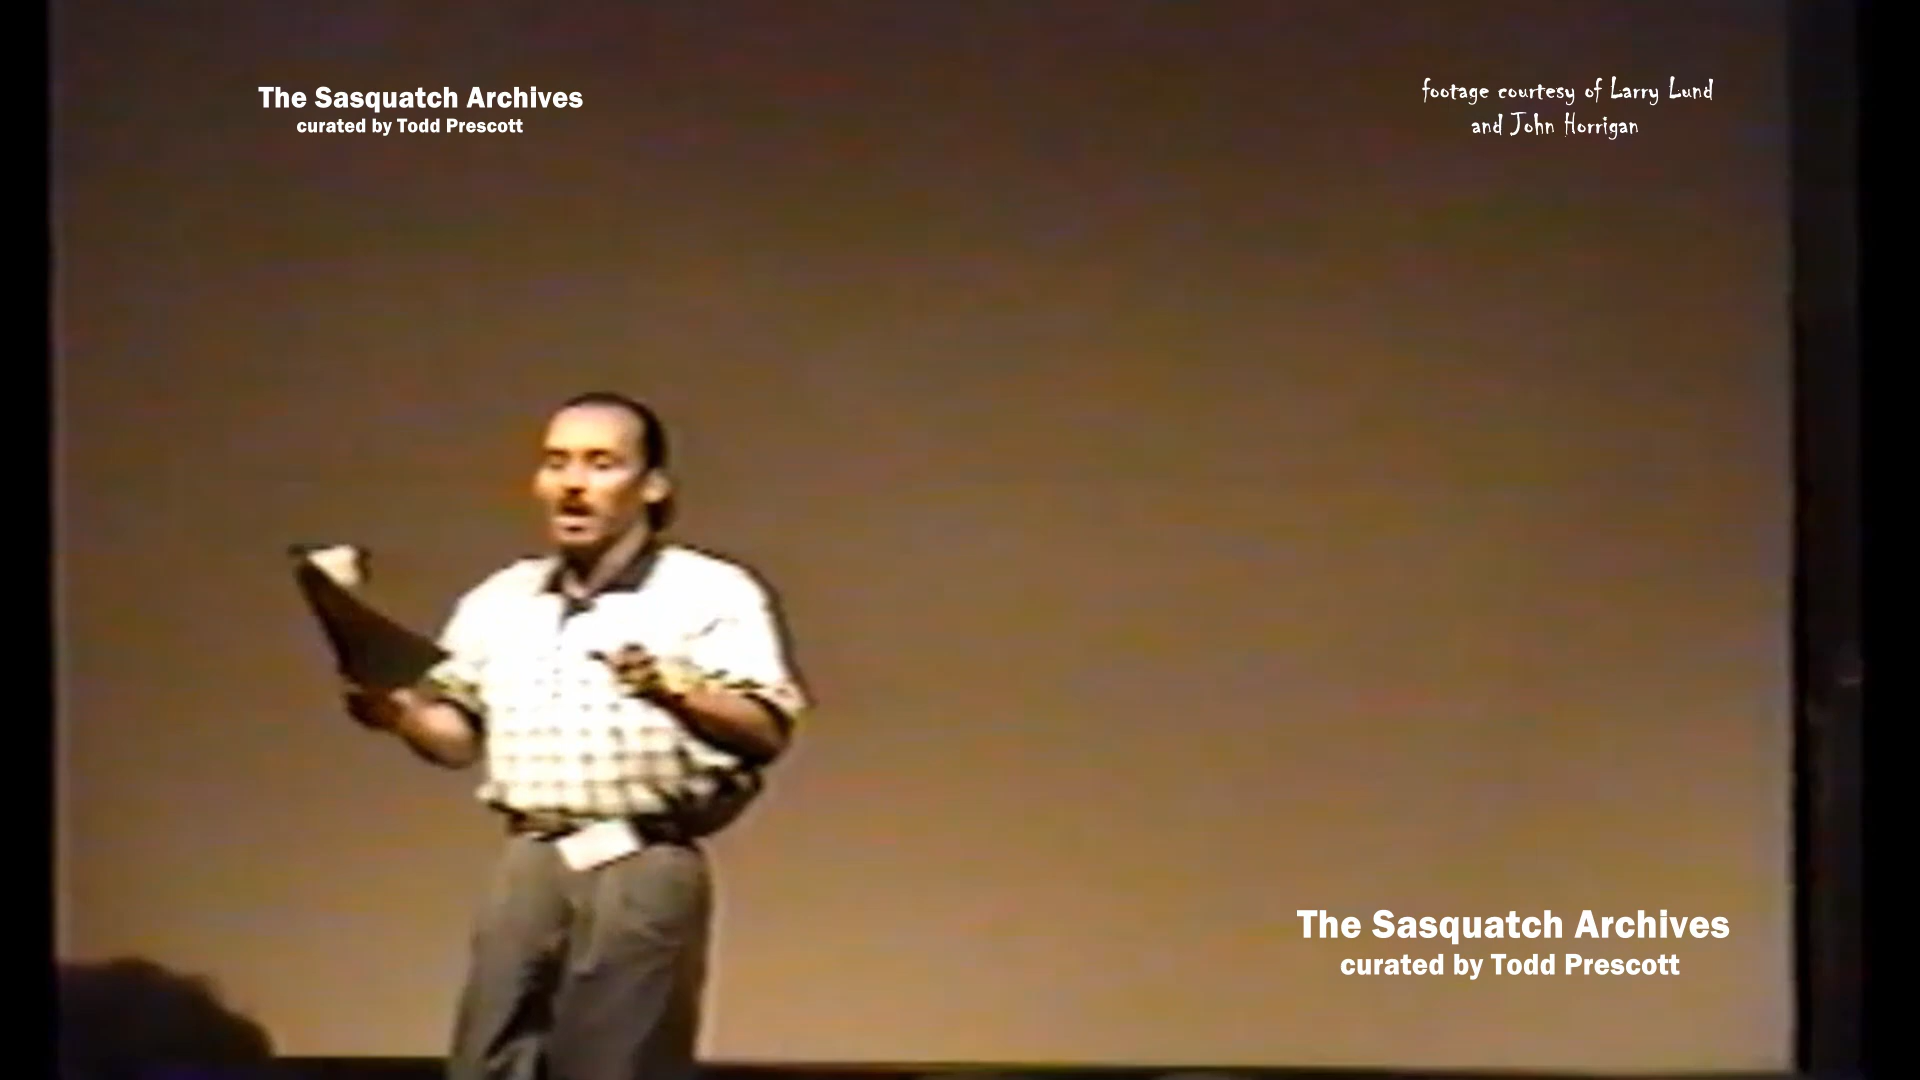 The Sasquatch Archives
curated by Todd Prescott
footage courtesy of Larry Lund
and John Horrigan
The Sasquatch Archives
curated by Todd Prescott